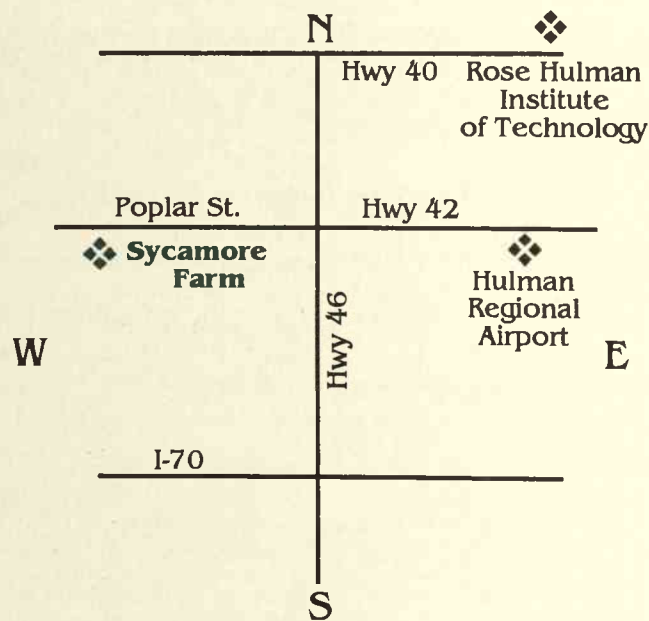 N
Hwy 40
Rose Hulman
Institute
of Technology
Poplar St.
Hwy 42
Sycamore
Farm
Hulman
Regional
Airport
Hwy 46
W
E
I-70
S